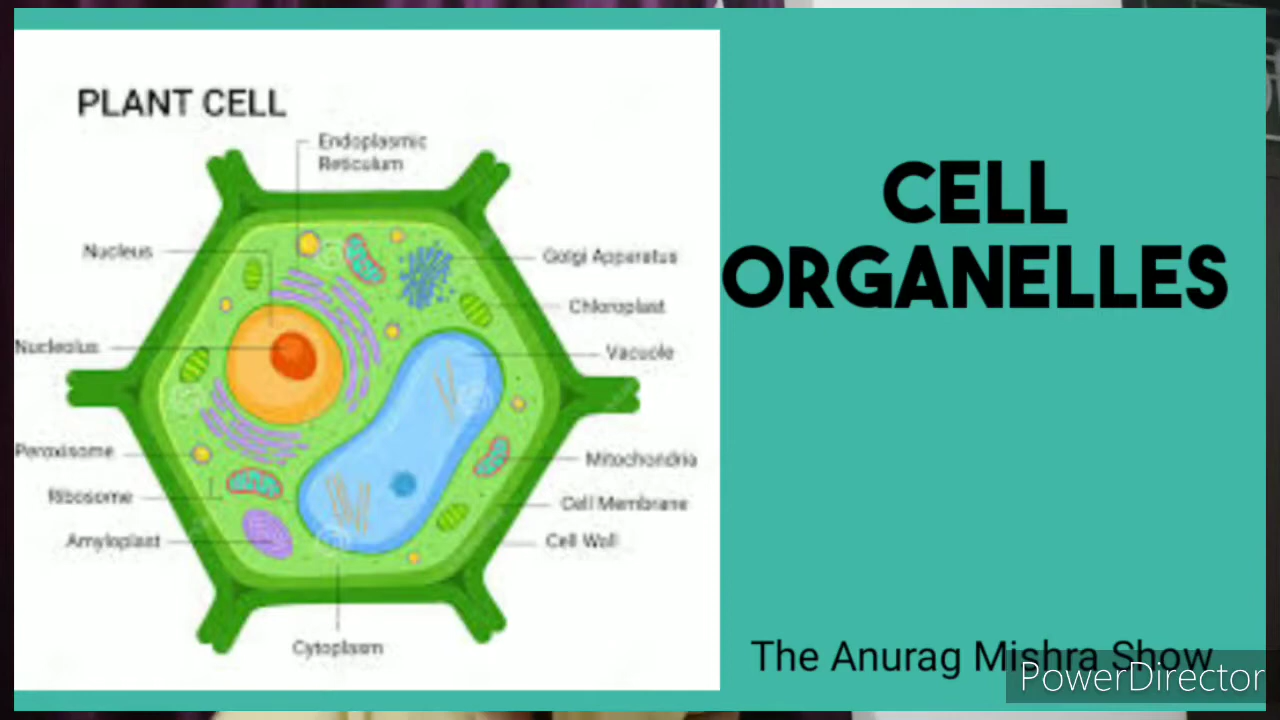 PLANT CELL
Endoplasmic
Reticulum
Nucleus
Golgi Apparatus
Chloroplast
Nucleolus
Vacuole
Peroxisome
Mitochondria
Ribosome
Cell Membrane
Amyloplast
Cell Wall
Cytoplasm
CELL
ORGANELLES
The Anurag Mishra Show
PowerDirector